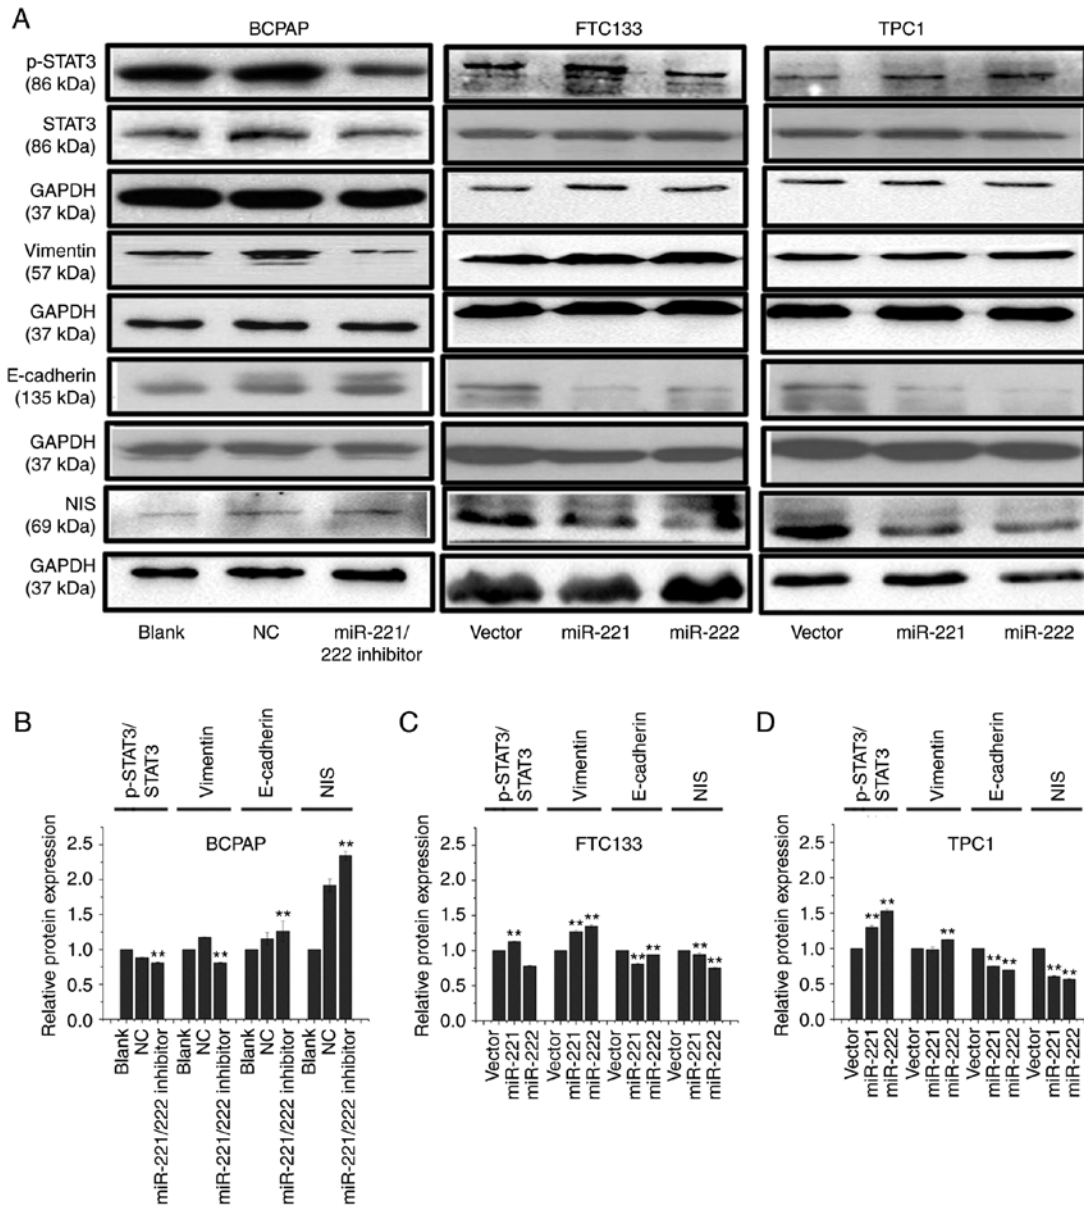 A
BCPAP
FTC133
TPC1
p-STAT3
(86 kDa)
STAT3
(86 kDa)
GAPDH
(37 kDa)
Vimentin
(57 kDa)
GAPDH
(37 kDa)
E-cadherin
(135 kDa)
GAPDH
(37 kDa)
NIS
(69 kDa)
GAPDH
(37 kDa)
Blank
NC
miR-221/
222 inhibitor
Vector
miR-221
miR-222
Vector
miR-221
miR-222
B
p-STAT3/
STAT3
Vimentin
E-cadherin
NIS
BCPAP
Relative protein expression
2.5
2.0
1.5
1.0
0.5
0.0
**
**
**
**
Blank
NC
miR-221/222 inhibitor
Blank
NC
miR-221/222 inhibitor
Blank
NC
miR-221/222 inhibitor
Blank
NC
miR-221/222 inhibitor
C
p-STAT3/
STAT3
Vimentin
E-cadherin
NIS
FTC133
Relative protein expression
2.5
2.0
1.5
1.0
0.5
0.0
**
**
**
**
**
**
**
Vector
miR-221
miR-222
Vector
miR-221
miR-222
Vector
miR-221
miR-222
Vector
miR-221
miR-222
D
p-STAT3/
STAT3
Vimentin
E-cadherin
NIS
TPC1
Relative protein expression
2.5
2.0
1.5
1.0
0.5
0.0
**
**
**
**
**
**
**
Vector
miR-221
miR-222
Vector
miR-221
miR-222
Vector
miR-221
miR-222
Vector
miR-221
miR-222